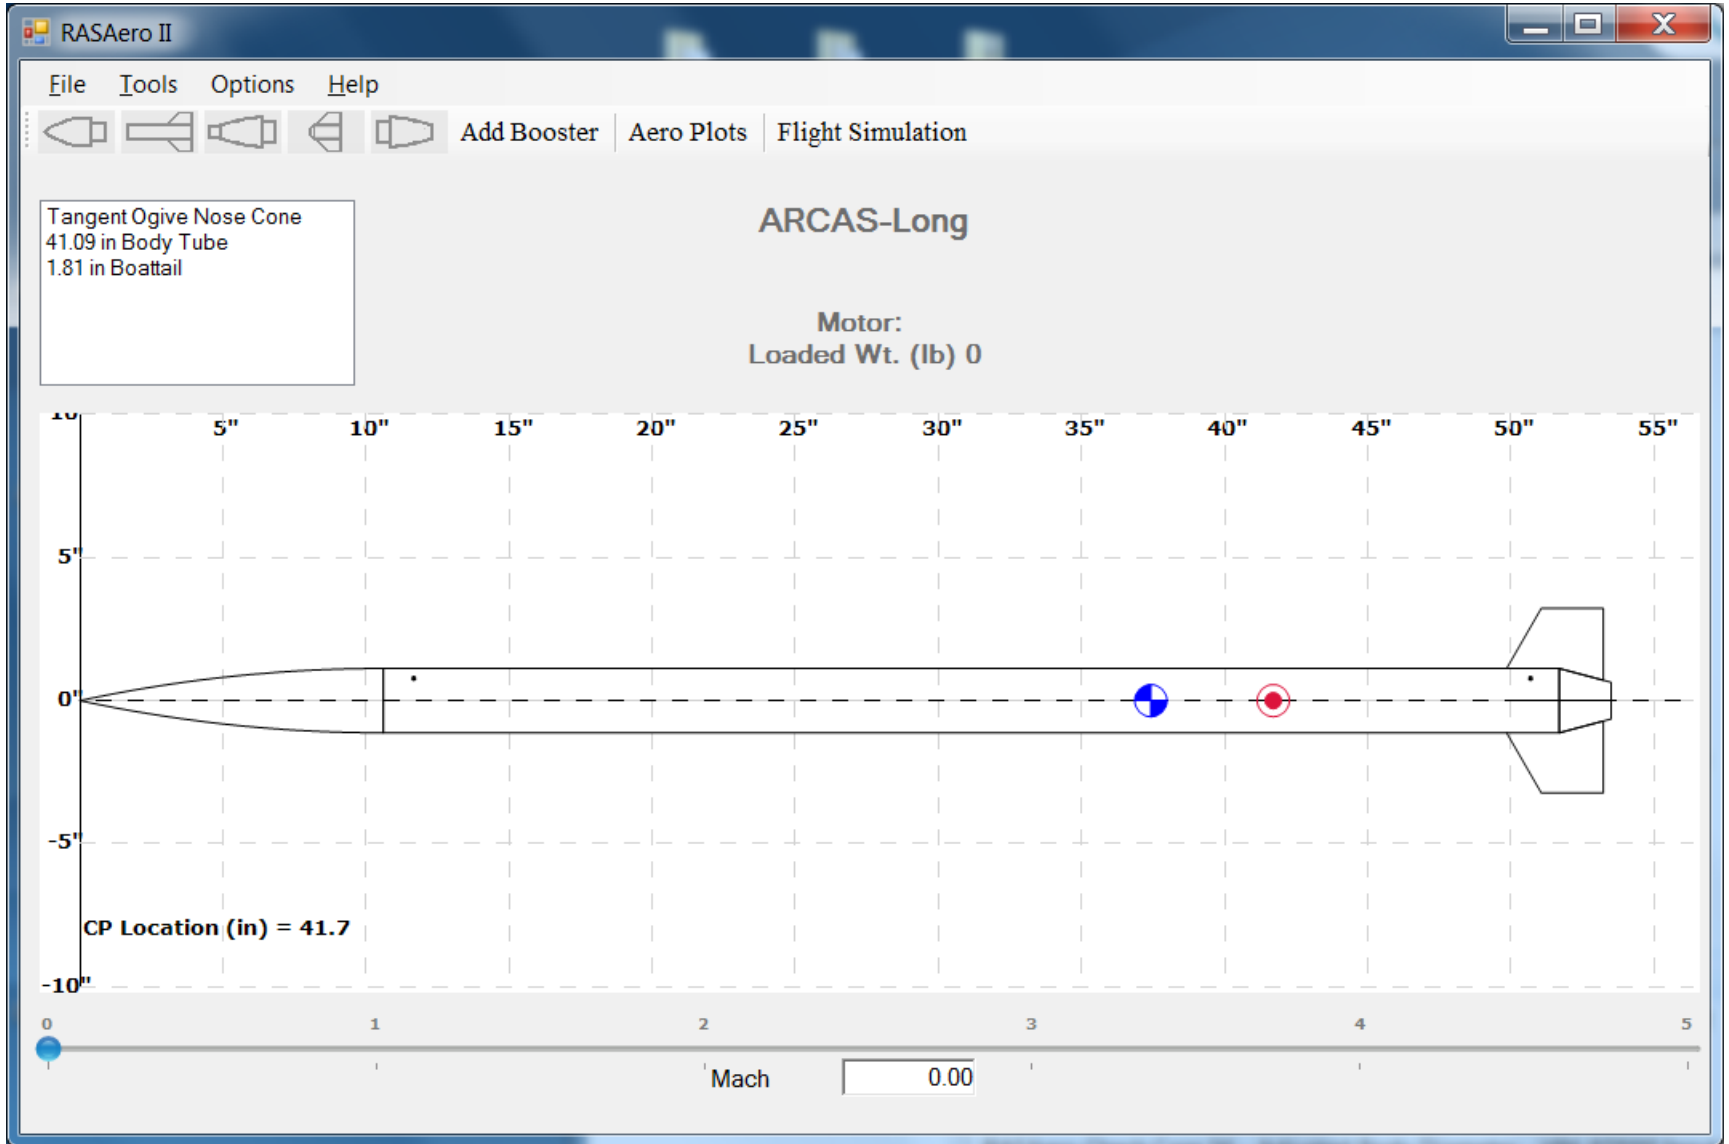 RASAero II
File Tools Options Help
Add Booster Aero Plots Flight Simulation
Tangent Ogive Nose Cone
41.09 in Body Tube
1.81 in Boattail
ARCAS-Long
Motor:
Loaded Wt. (lb) 0
10"
5" 10" 15" 20" 25" 30" 35" 40" 45" 50" 55"
5"
0"
-5"
CP Location (in) = 41.7
-10"
0 1 2 3 4 5
Mach 0.00